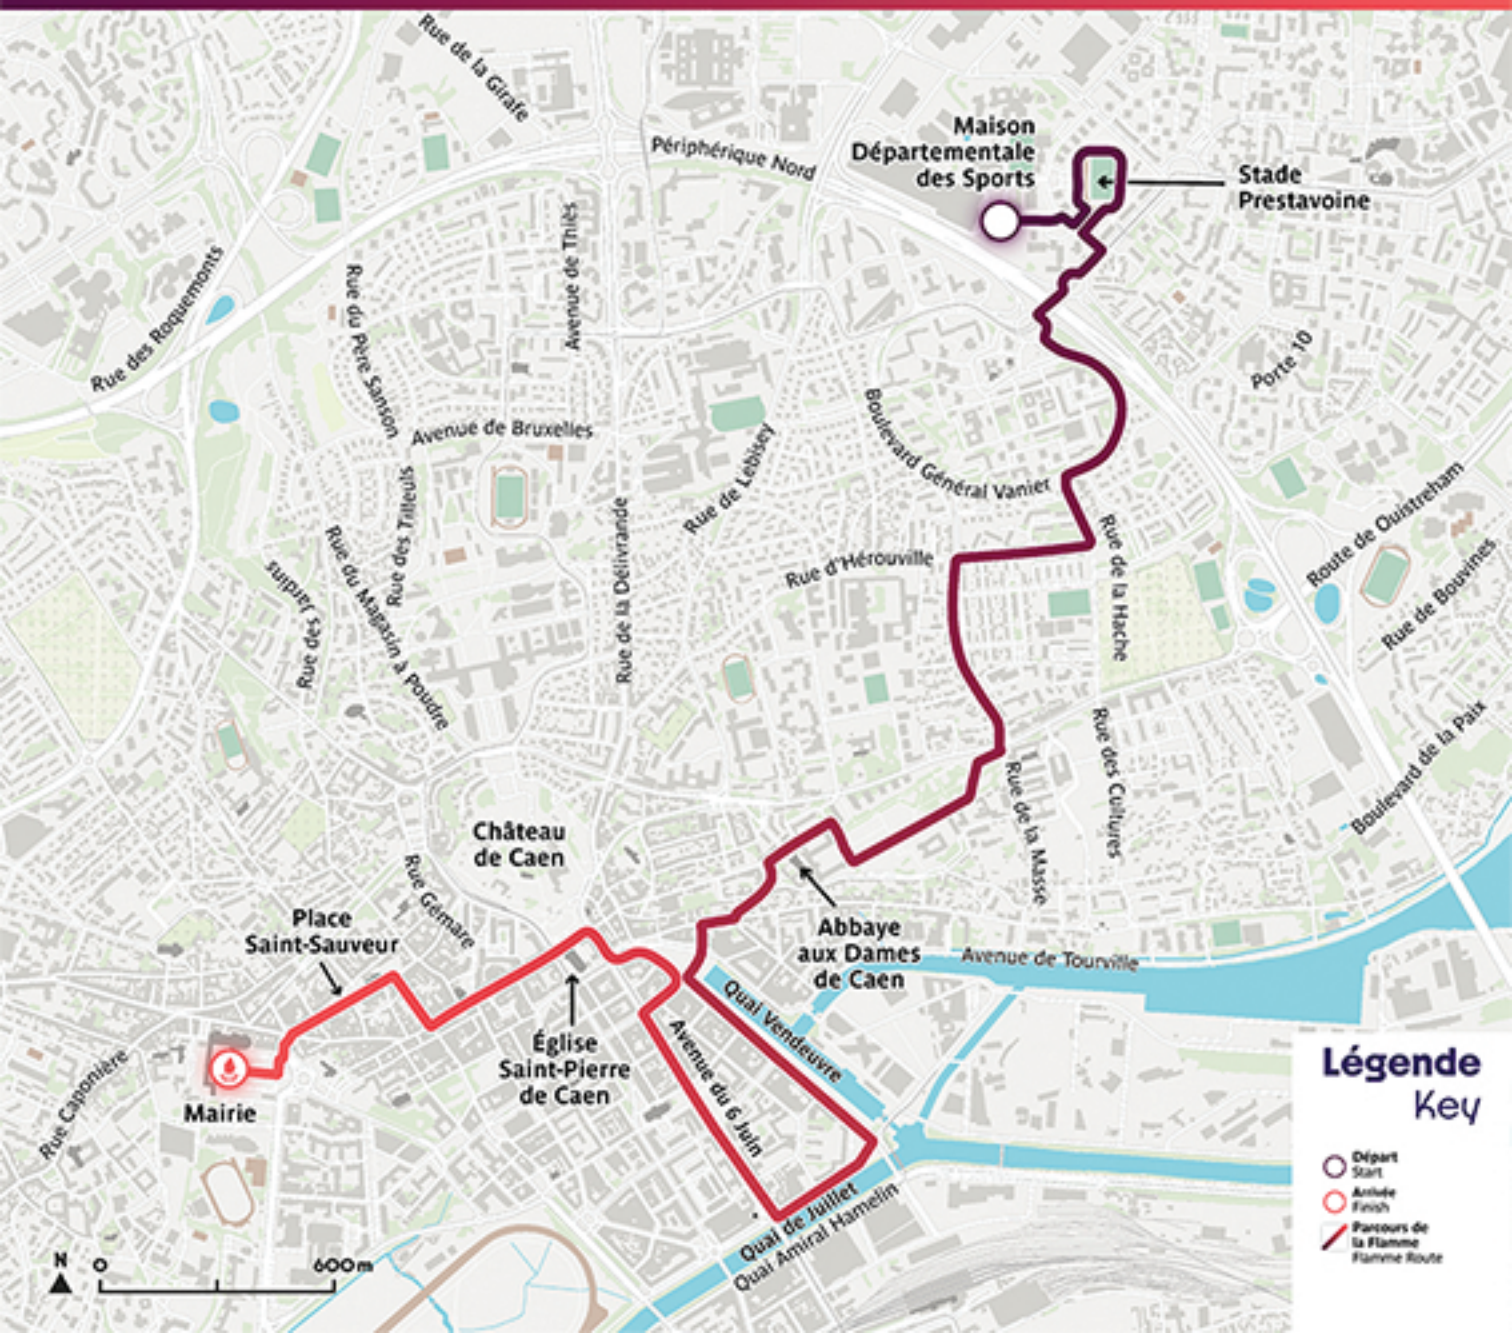 Rue de la Girafe
Périphérique Nord
Maison
Départementale
des Sports
Stade
Prestavoine
Rue des Roquemonts
Rue du Père Sanson
Avenue de Thiès
Porte 10
Avenue de Bruxelles
Boulevard Général Vanier
Rue de Lebisey
Rue des Tilleuls
Route de Ouistreham
Rue d'Hérouville
Rue de la Hache
Rue de Bouvines
Rue des Jardins
Rue du Magasin à Poudre
Rue de la Délivrande
Rue des Cultures
Rue de la Masse
Boulevard de la Paix
Château
de Caen
Rue Gémare
Place
Saint-Sauveur
Abbaye
aux Dames
de Caen
Avenue de Tourville
Quai Vendeuvre
Église
Saint-Pierre
de Caen
Avenue du 6 Juin
Rue Caponière
Mairie
Quai de Juillet
Quai Amiral Hamelin
N
0
600m
Légende
Key
Départ
Start
Arrivée
Finish
Parcours de
la Flamme
Flamme Route